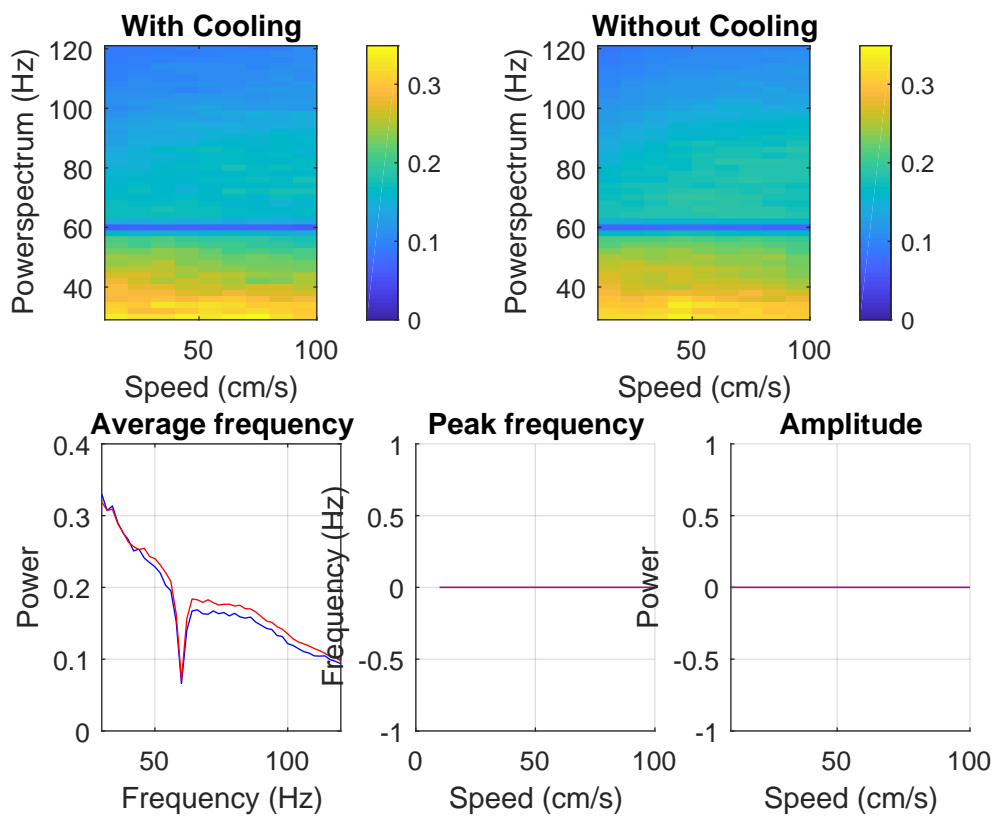 With Cooling
Powerspectrum (Hz)
120
100
80
60
40
50
100
Speed (cm/s)
0.3
0.2
0.1
0
Without Cooling
Powerspectrum (Hz)
120
100
80
60
40
50
100
Speed (cm/s)
0.3
0.2
0.1
0
Average frequency
Power
0.4
0.3
0.2
0.1
0
50
100
Frequency (Hz)
Peak frequency
Frequency (Hz)
1
0.5
0
-0.5
-1
0
50
100
Speed (cm/s)
Amplitude
Power
1
0.5
0
-0.5
-1
50
100
Speed (cm/s)